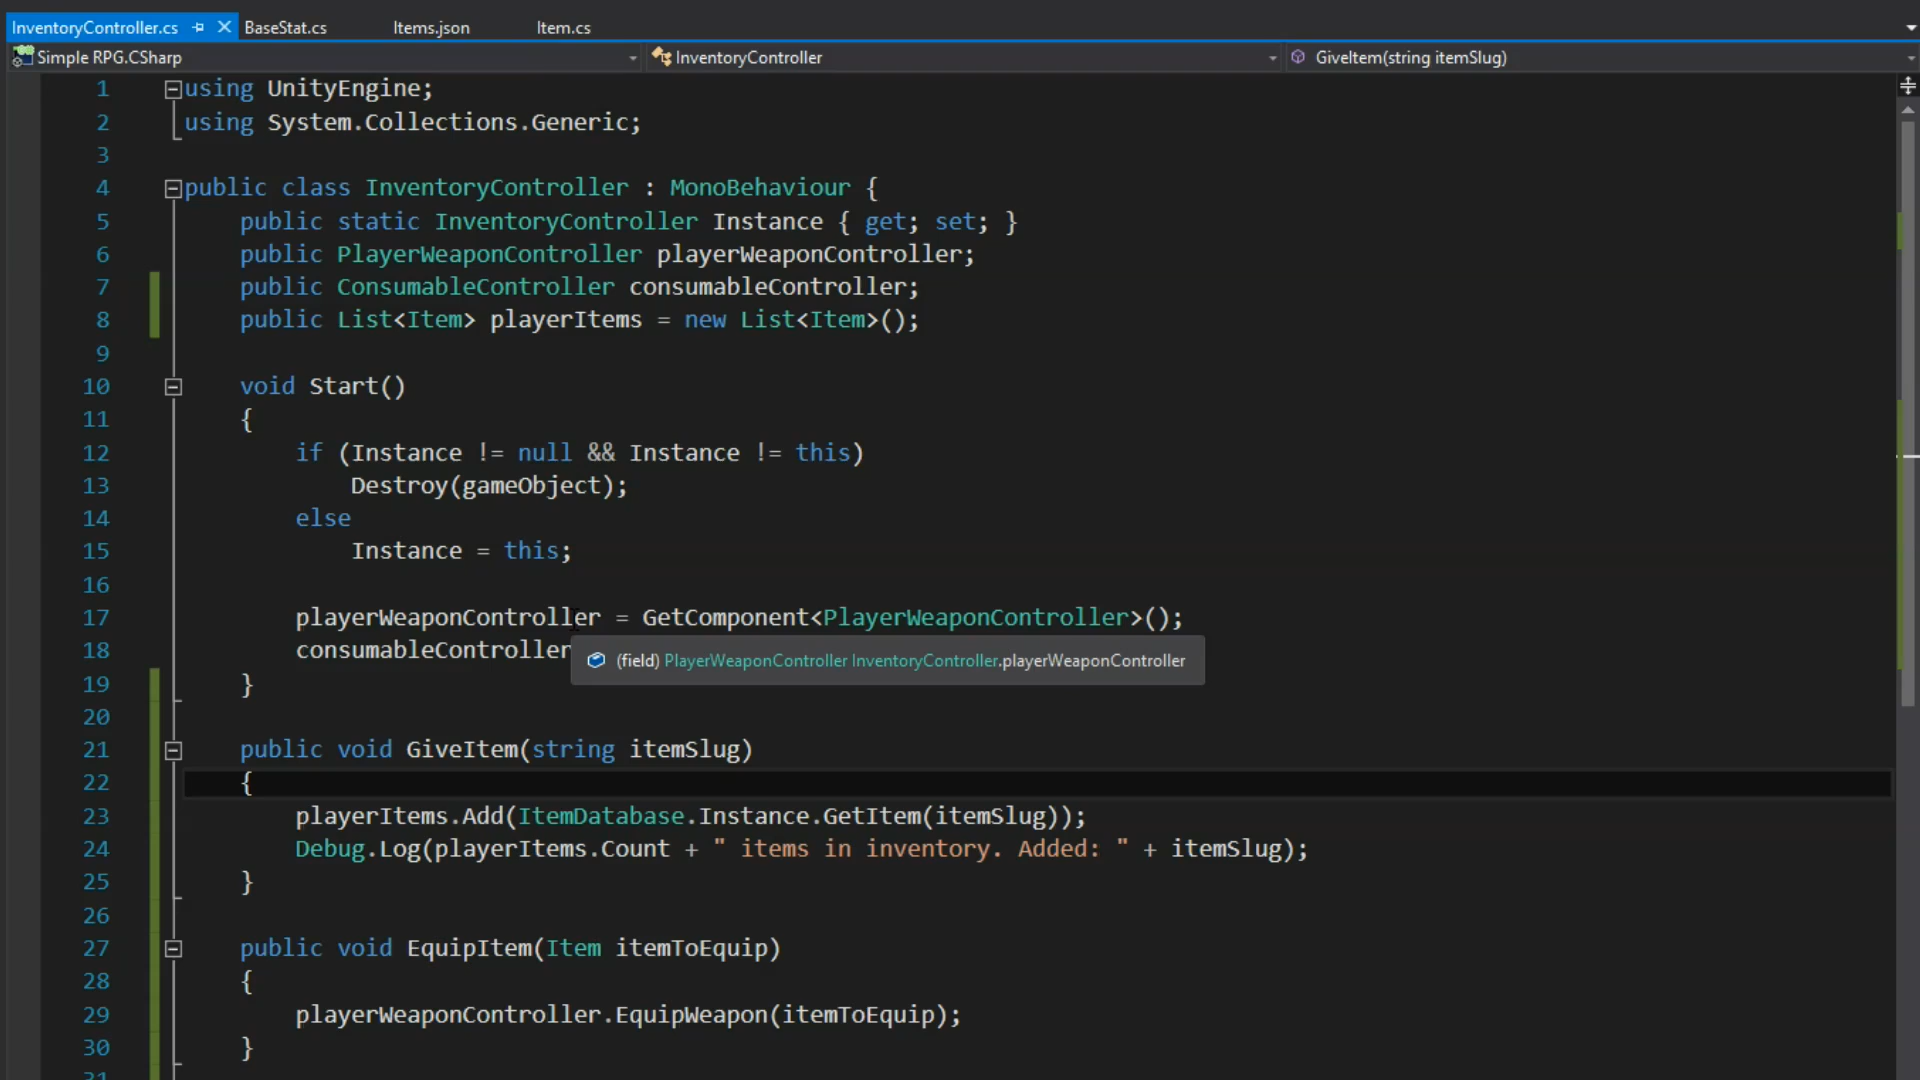 InventoryController.cs BaseStat.cs Items.json Item.cs
Simple RPG.CSharp InventoryController GiveItem(string itemSlug)
1 using UnityEngine;
2 using System.Collections.Generic;
3
4 public class InventoryController : MonoBehaviour {
5 public static InventoryController Instance { get; set; }
6 public PlayerWeaponController playerWeaponController;
7 public ConsumableController consumableController;
8 public List<Item> playerItems = new List<Item>();
9
10 void Start()
11 {
12 if (Instance != null && Instance != this)
13 Destroy(gameObject);
14 else
15 Instance = this;
16
17 playerWeaponController = GetComponent<PlayerWeaponController>();
18 consumableController
(field) PlayerWeaponController InventoryController.playerWeaponController
19 }
20
21 public void GiveItem(string itemSlug)
22 {
23 playerItems.Add(ItemDatabase.Instance.GetItem(itemSlug));
24 Debug.Log(playerItems.Count + " items in inventory. Added: " + itemSlug);
25 }
26
27 public void EquipItem(Item itemToEquip)
28 {
29 playerWeaponController.EquipWeapon(itemToEquip);
30 }
31